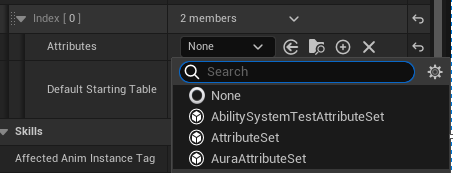 Index [ 0 ] 2 members
Attributes None
Search
None
Default Starting Table AbilitySystemTestAttributeSet
AttributeSet
Skills
Affected Anim Instance Tag AuraAttributeSet